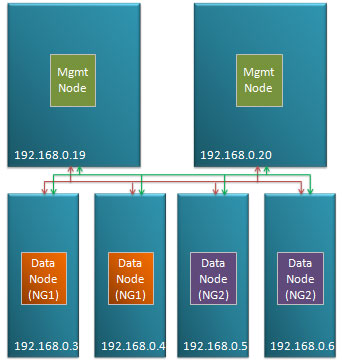 Mgmt
Node
192.168.0.19
Mgmt
Node
192.168.0.20
Data
Node
(NG1)
192.168.0.3
Data
Node
(NG1)
192.168.0.4
Data
Node
(NG2)
192.168.0.5
Data
Node
(NG2)
192.168.0.6